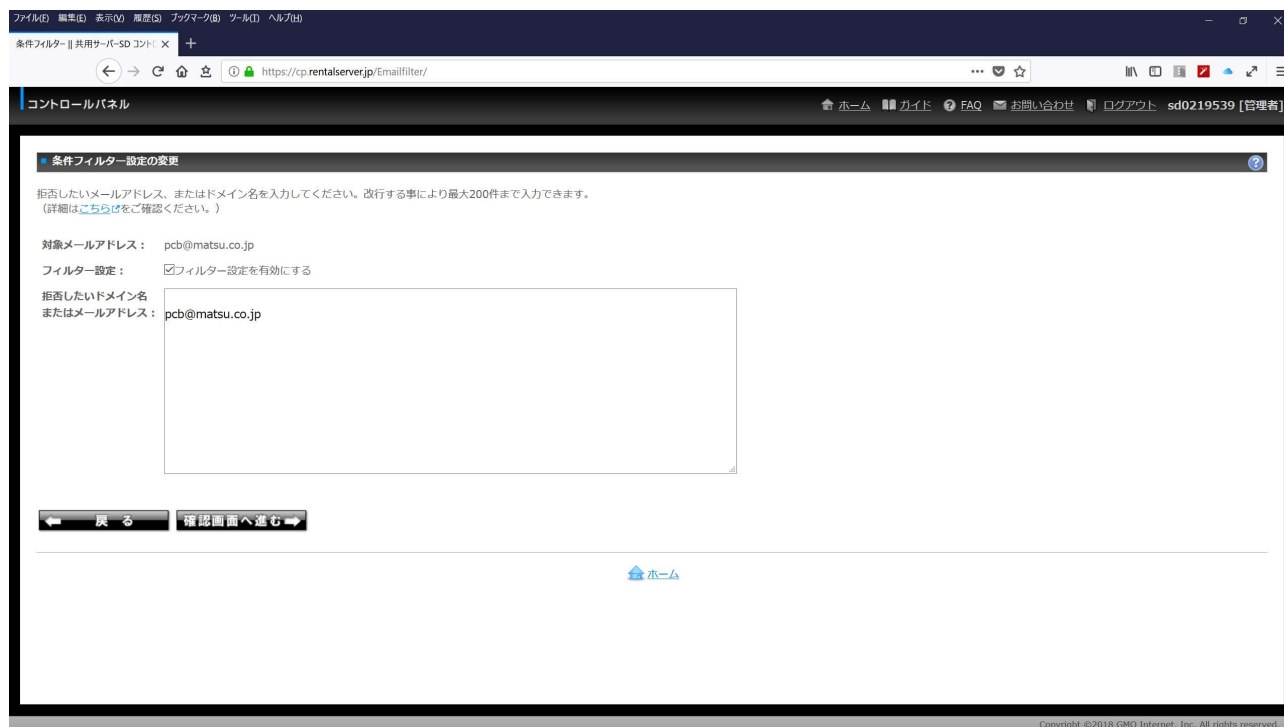 ファイル(F) 編集(E) 表示(V) 履歴(S) ブックマーク(B) ツール(T) ヘルプ(H)
条件フィルター || 共用サーバーSD コント
https://cp.rentalserver.jp/Emailfilter/
コントロールパネル
ホーム ガイド FAQ お問い合わせ ログアウト sd0219539 [管理者]
条件フィルター設定の変更
拒否したいメールアドレス、またはドメイン名を入力してください。改行する事により最大200件まで入力できます。
（詳細はこちらをご確認ください。）
対象メールアドレス： pcb@matsu.co.jp
フィルター設定： フィルター設定を有効にする
拒否したいドメイン名
またはメールアドレス： pcb@matsu.co.jp
戻る 確認画面へ進む
ホーム
Copyright ©2018 GMO Internet, Inc. All rights reserved.